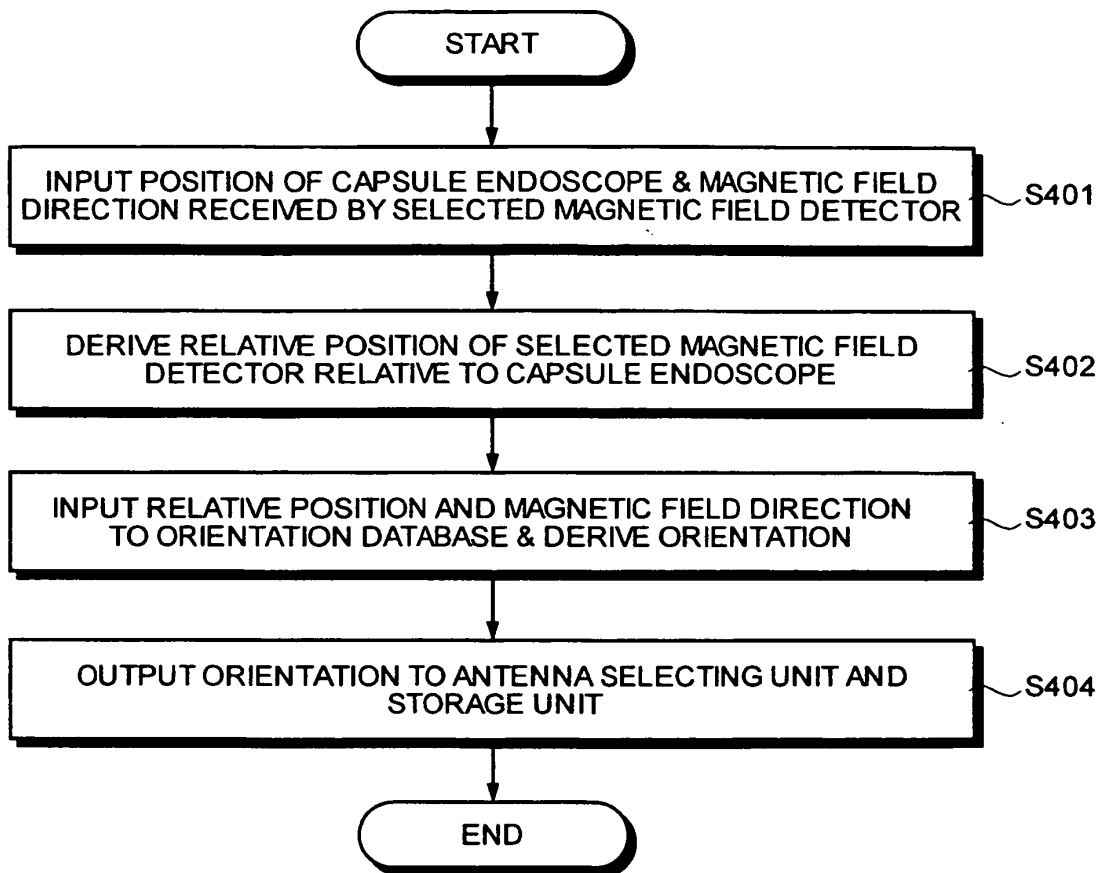 START
INPUT POSITION OF CAPSULE ENDOSCOPE & MAGNETIC FIELD
DIRECTION RECEIVED BY SELECTED MAGNETIC FIELD DETECTOR
S401
DERIVE RELATIVE POSITION OF SELECTED MAGNETIC FIELD
DETECTOR RELATIVE TO CAPSULE ENDOSCOPE
S402
INPUT RELATIVE POSITION AND MAGNETIC FIELD DIRECTION
TO ORIENTATION DATABASE & DERIVE ORIENTATION
S403
OUTPUT ORIENTATION TO ANTENNA SELECTING UNIT AND
STORAGE UNIT
S404
END